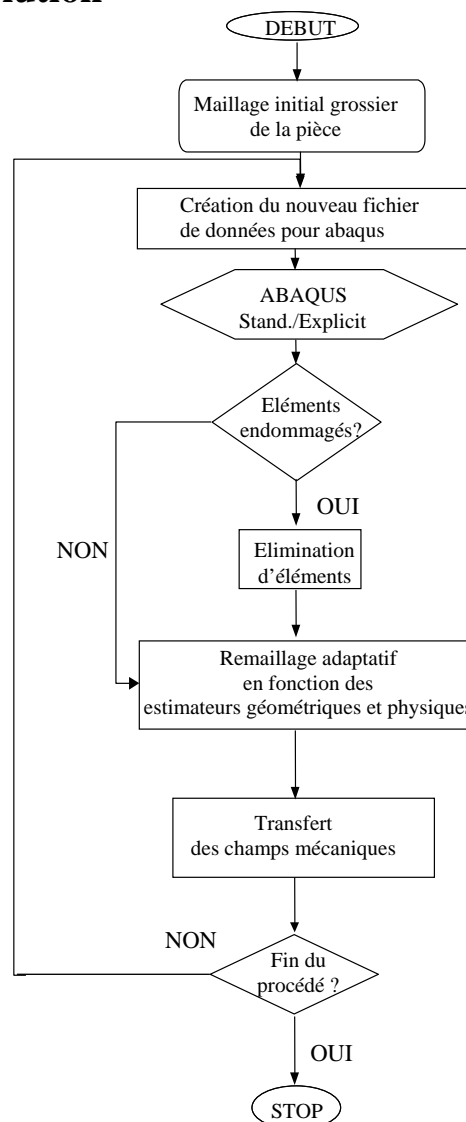 DEBUT
Maillage initial grossier
de la pièce
Création du nouveau fichier
de données pour abaqus
ABAQUS
Stand./Explicit
Eléments
endommagés?
OUI
NON
Elimination
d'éléments
Remaillage adaptatif
en fonction des
estimateurs géométriques et physiques
Transfert
des champs mécaniques
NON
Fin du
procédé ?
OUI
STOP